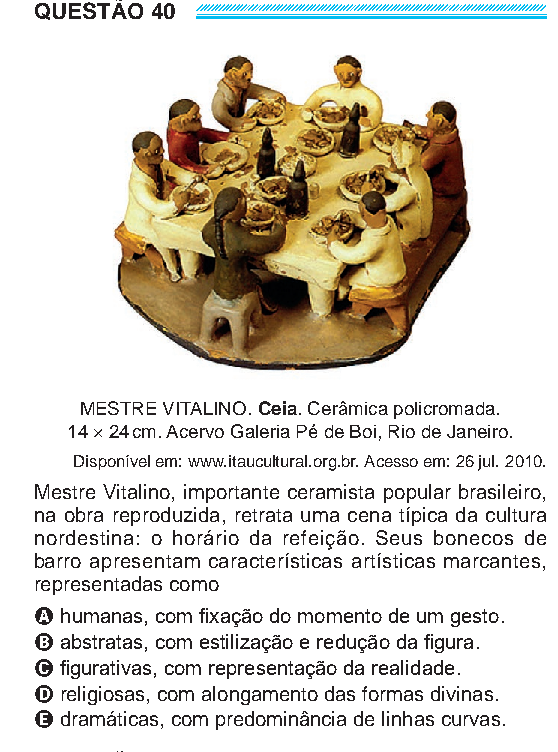 QUESTÃO 40
MESTRE VITALINO. Ceia. Cerâmica policromada.
14 × 24 cm. Acervo Galeria Pé de Boi, Rio de Janeiro.
Disponível em: www.itaucultural.org.br. Acesso em: 26 jul. 2010.
Mestre Vitalino, importante ceramista popular brasileiro,
na obra reproduzida, retrata uma cena típica da cultura
nordestina: o horário da refeição. Seus bonecos de
barro apresentam características artísticas marcantes,
representadas como
A humanas, com fixação do momento de um gesto.
B abstratas, com estilização e redução da figura.
C figurativas, com representação da realidade.
D religiosas, com alongamento das formas divinas.
E dramáticas, com predominância de linhas curvas.